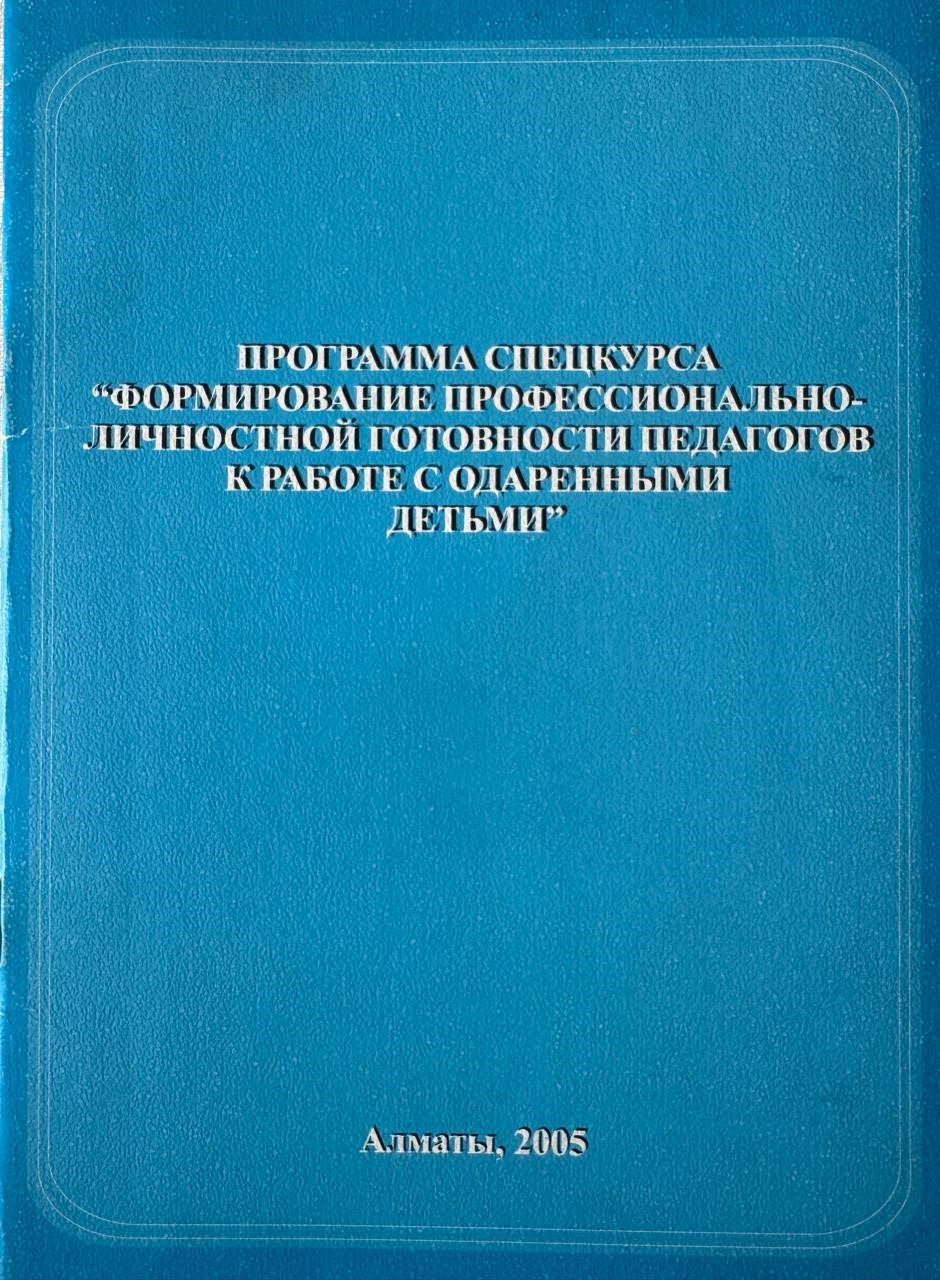 ПРОГРАММА СПЕЦКУРСА
“ФОРМИРОВАНИЕ ПРОФЕССИОНАЛЬНО-
ЛИЧНОСТНОЙ ГОТОВНОСТИ ПЕДАГОГОВ
К РАБОТЕ С ОДАРЕННЫМИ
ДЕТЬМИ”
Алматы, 2005